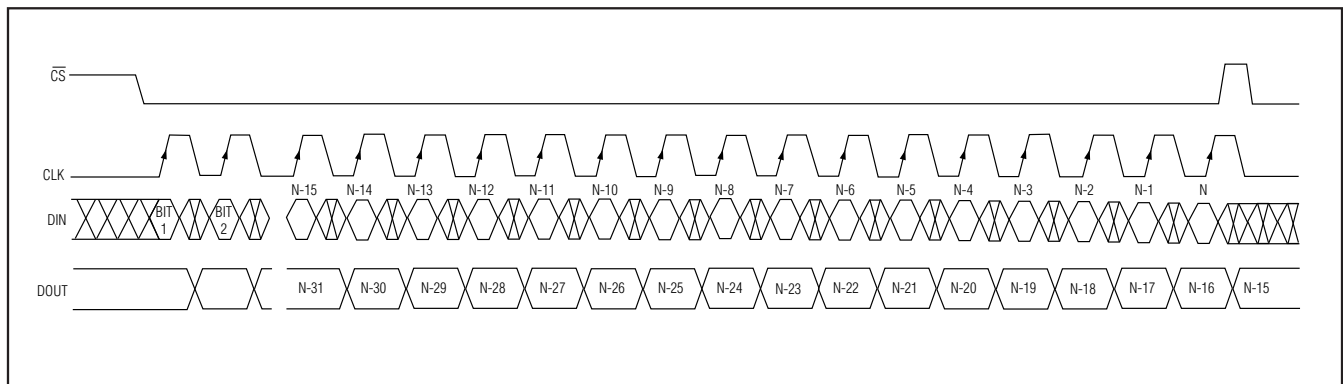 C̅S̅
CLK
N-15 N-14 N-13 N-12 N-11 N-10 N-9 N-8 N-7 N-6 N-5 N-4 N-3 N-2 N-1 N
DIN BIT 1 BIT 2
DOUT N-31 N-30 N-29 N-28 N-27 N-26 N-25 N-24 N-23 N-22 N-21 N-20 N-19 N-18 N-17 N-16 N-15